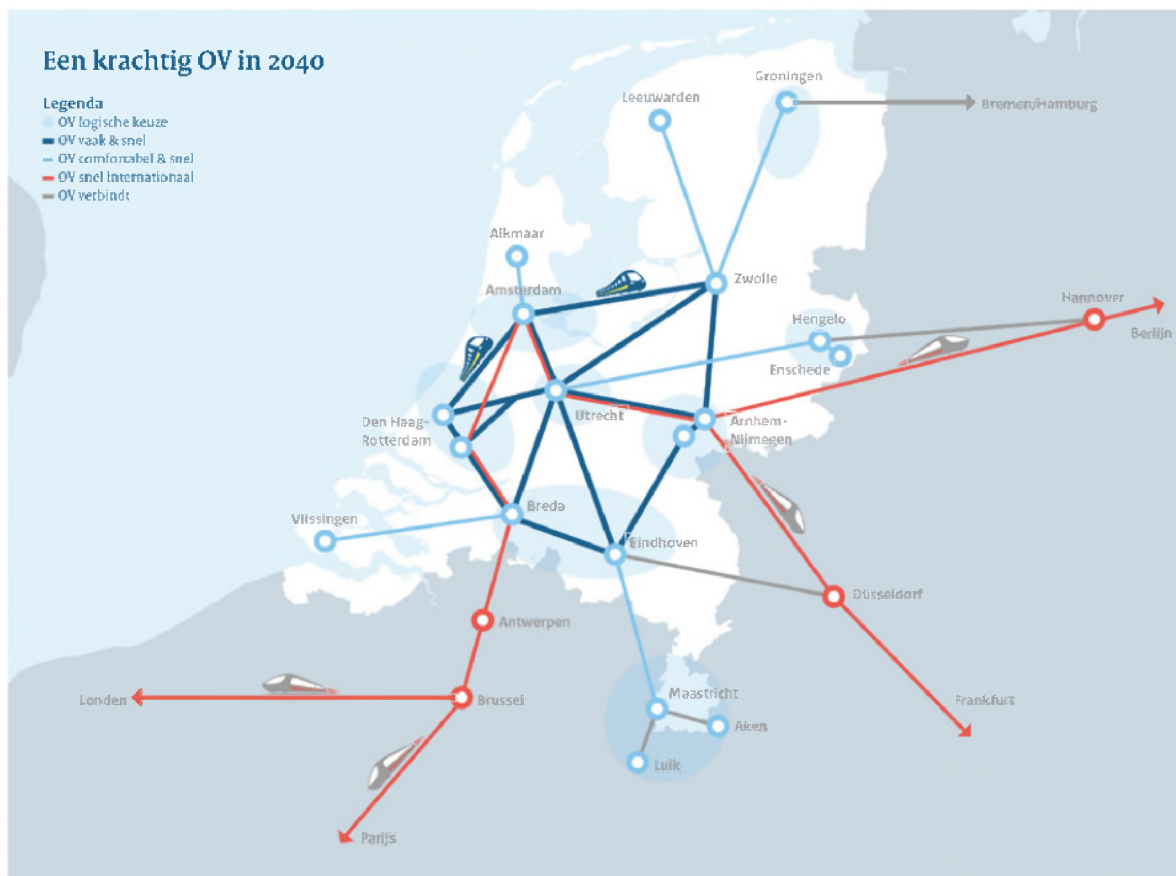 Een krachtig OV in 2040
Legenda
OV logische keuze
OV vaak & snel
OV comfortabel & snel
OV snel internationaal
OV verbindt
Groningen
Leeuwarden
Bremen/Hamburg
Alkmaar
Zwolle
Amsterdam
Hannover
Hengelo
Berlijn
Enschede
Utrecht
Den Haag-
Rotterdam
Arnhem-
Nijmegen
Breda
Vlissingen
Eindhoven
Düsseldorf
Antwerpen
Maastricht
Londen
Brussel
Frankfurt
Aken
Luik
Parijs